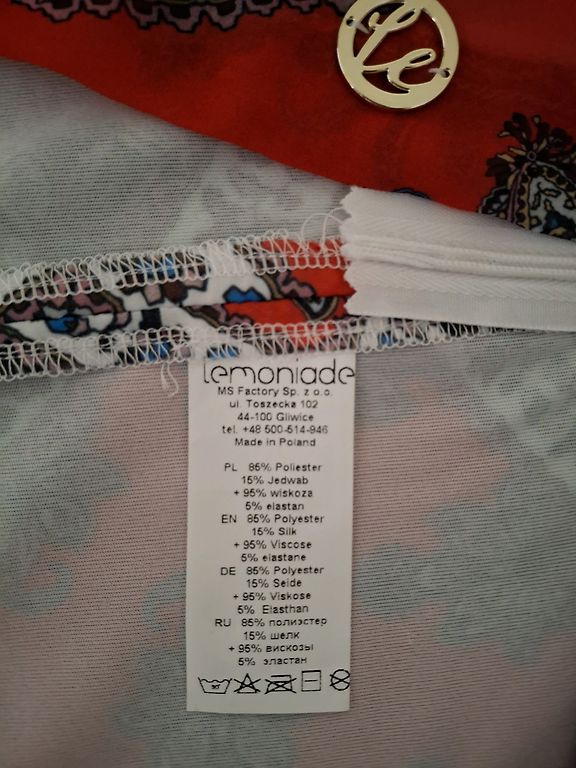 Le
lemoniade
MS Factory Sp. z o.o.
ul. Toszecka 102
44-100 Gliwice
tel. +48 500-514-946
Made in Poland
PL 85% Poliester
15% Jedwab
+ 95% wiskoza
5% elastan
EN 85% Polyester
15% Silk
+ 95% Viscose
5% elastane
DE 85% Polyester
15% Seide
+ 95% Viskose
5% Elasthan
RU 85% полиэстер
15% шелк
+ 95% вискозы
5% эластан
30